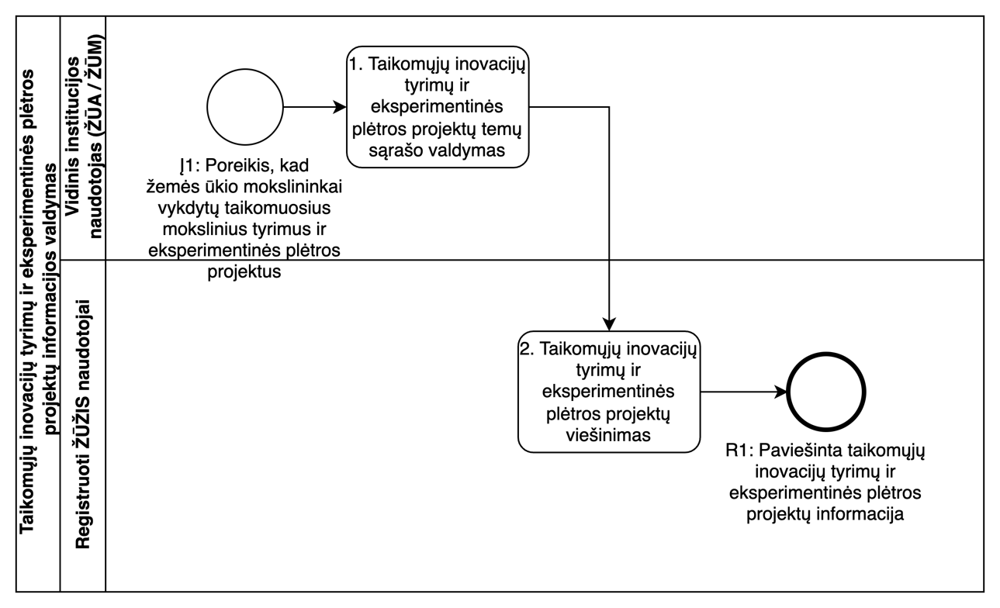 Taikomųjų inovacijų tyrimų ir eksperimentinės plėtros
projektų informacijos valdymas
Vidinis institucijos
naudotojas (ŽŪA / ŽŪM)
Į1: Poreikis, kad
žemės ūkio mokslininkai
vykdytų taikomuosius
mokslinius tyrimus ir
eksperimentinės plėtros
projektus
1. Taikomųjų inovacijų
tyrimų ir
eksperimentinės
plėtros projektų temų
sąrašo valdymas
Registruoti ŽŪŽIS naudotojai
2. Taikomųjų inovacijų
tyrimų ir
eksperimentinės
plėtros projektų
viešinimas
R1: Paviešinta taikomųjų
inovacijų tyrimų ir
eksperimentinės plėtros
projektų informacija